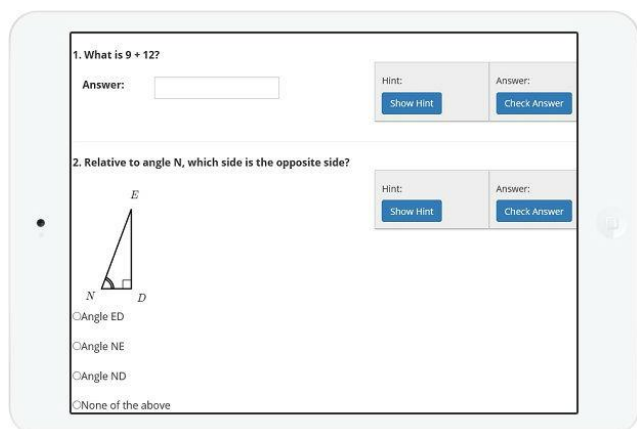 1. What is 9 + 12?
Answer:
Hint:
Answer:
Show Hint
Check Answer
2. Relative to angle N, which side is the opposite side?
Hint:
Answer:
Show Hint
Check Answer
E
N
D
Angle ED
Angle NE
Angle ND
None of the above